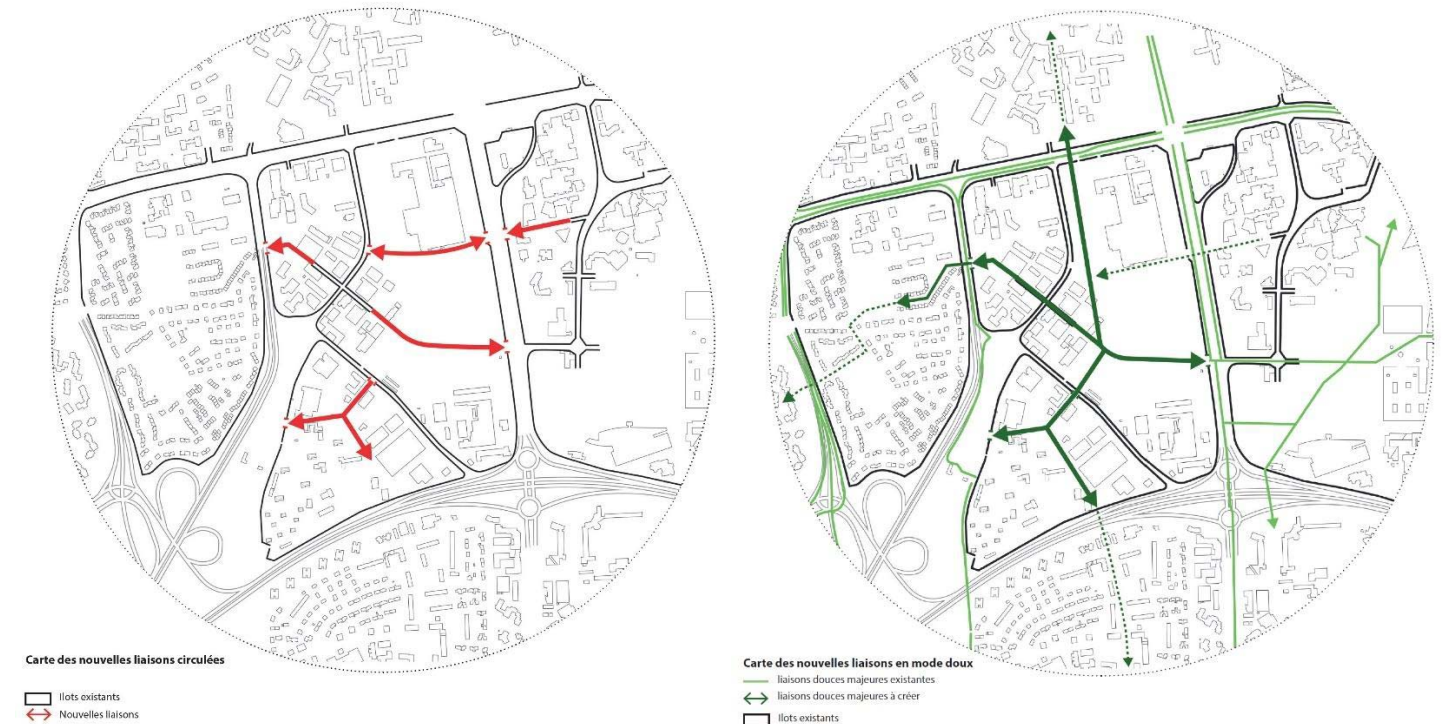 Carte des nouvelles liaisons circulées
Ilots existants
Nouvelles liaisons
Carte des nouvelles liaisons en mode doux
liaisons douces majeures existantes
liaisons douces majeures à créer
Ilots existants